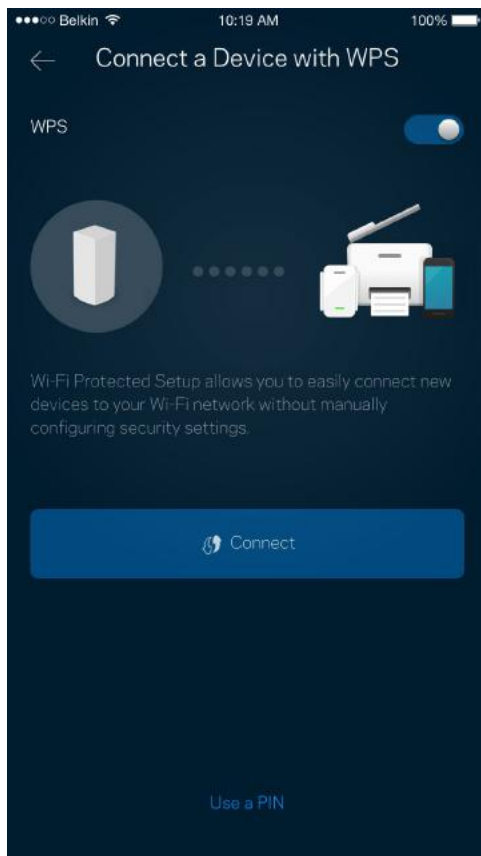 Belkin 10:19 AM 100%
Connect a Device with WPS
WPS
Wi-Fi Protected Setup allows you to easily connect new
devices to your Wi-Fi network without manually
configuring security settings.
Connect
Use a PIN